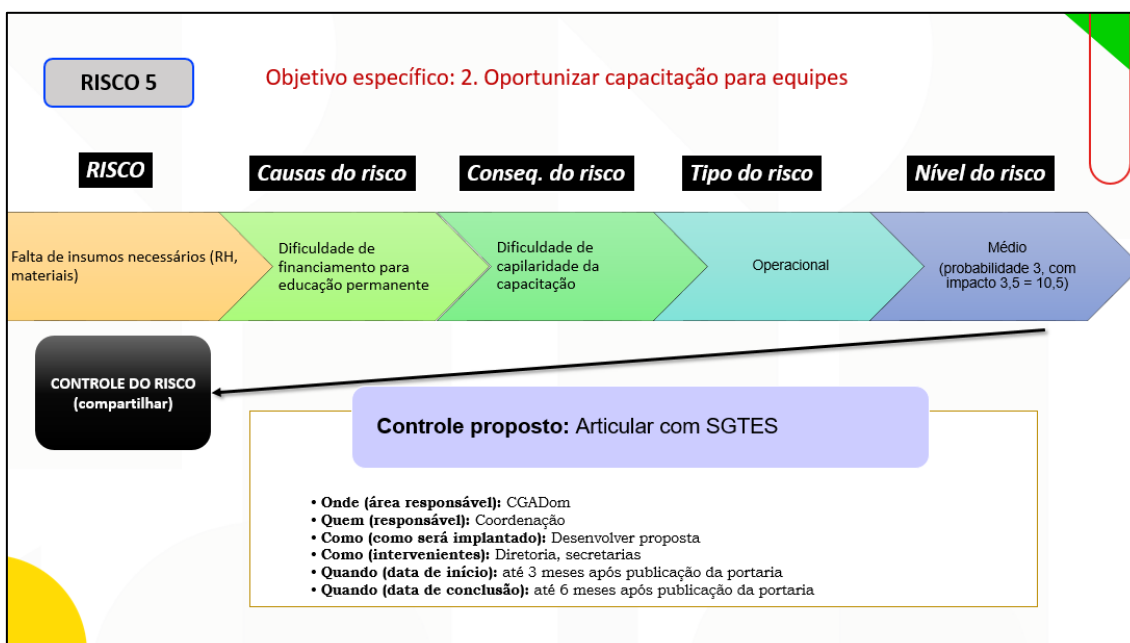 RISCO 5
Objetivo específico: 2. Oportunizar capacitação para equipes
RISCO
Causas do risco
Conseq. do risco
Tipo do risco
Nível do risco
Falta de insumos necessários (RH,
materiais)
Dificuldade de
financiamento para
educação permanente
Dificuldade de
capilaridade da
capacitação
Operacional
Médio
(probabilidade 3, com
impacto 3,5 = 10,5)
CONTROLE DO RISCO
(compartilhar)
Controle proposto: Articular com SGTES
• Onde (área responsável): CGADom
• Quem (responsável): Coordenação
• Como (como será implantado): Desenvolver proposta
• Como (intervenientes): Diretoria, secretarias
• Quando (data de início): até 3 meses após publicação da portaria
• Quando (data de conclusão): até 6 meses após publicação da portaria